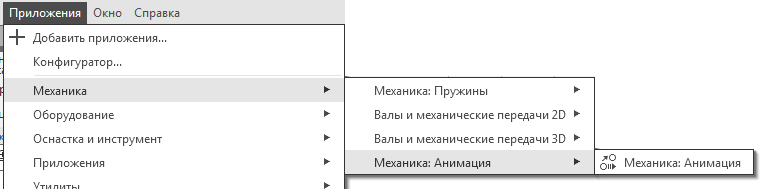 Приложения Окно Справка
Добавить приложения...
Конфигуратор...
Механика
Механика: Пружины
Оборудование
Валы и механические передачи 2D
Оснастка и инструмент
Валы и механические передачи 3D
Приложения
Механика: Анимация
Механика: Анимация
Утилиты